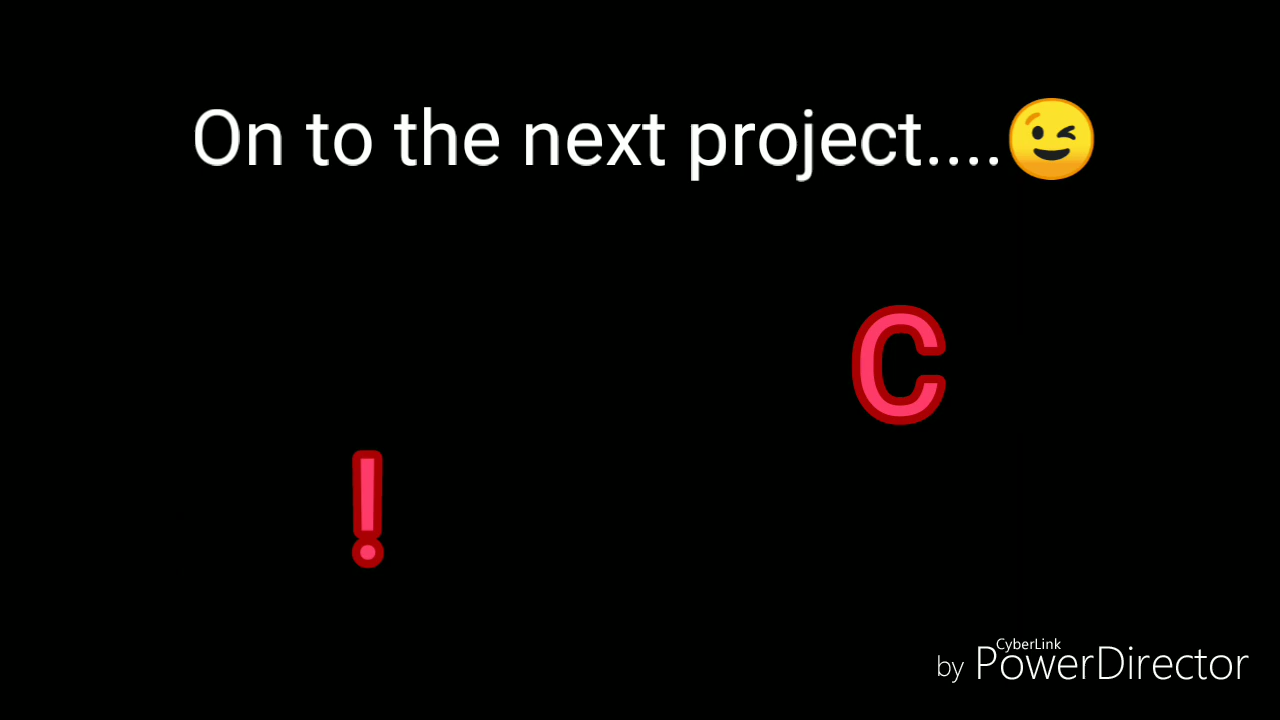 On to the next project....😉
C
!
CyberLink
by PowerDirector